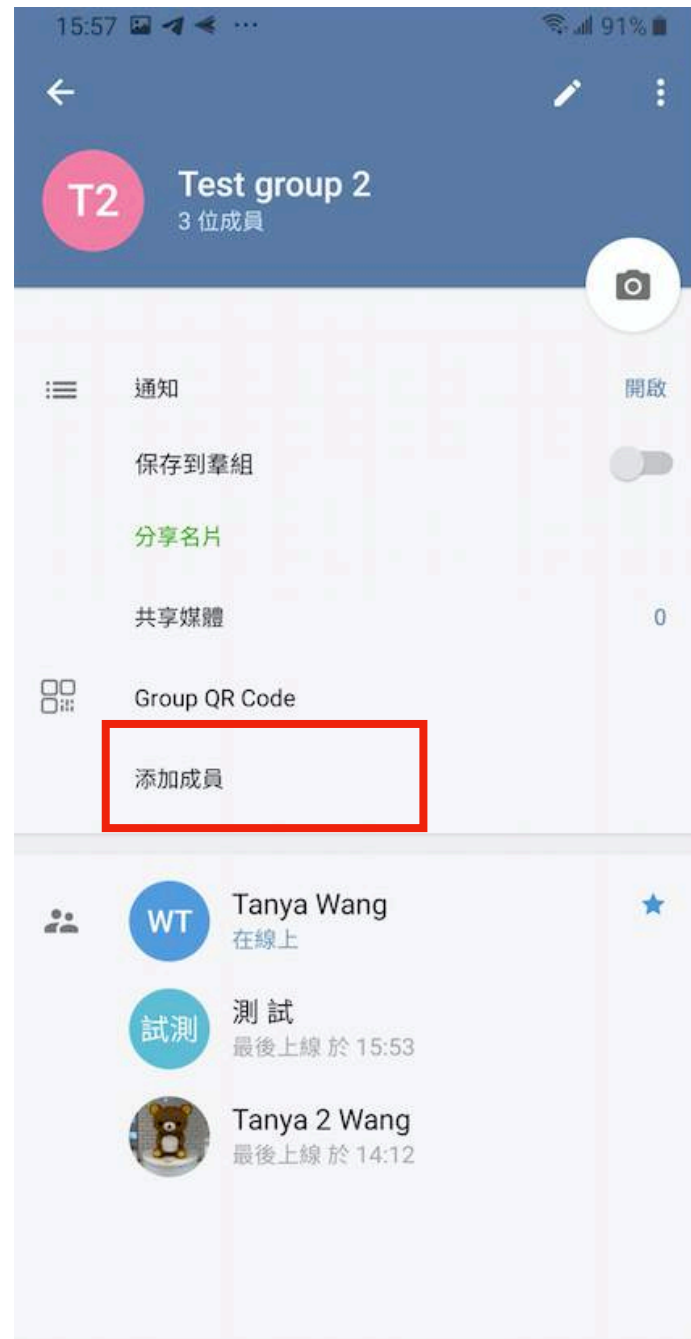 15:57 ... 91%
T2
Test group 2
3 位成員
通知 開啟
保存到羣組
分享名片
共享媒體 0
Group QR Code
添加成員
WT Tanya Wang
在線上
試測 測 試
最後上線 於 15:53
Tanya 2 Wang
最後上線 於 14:12